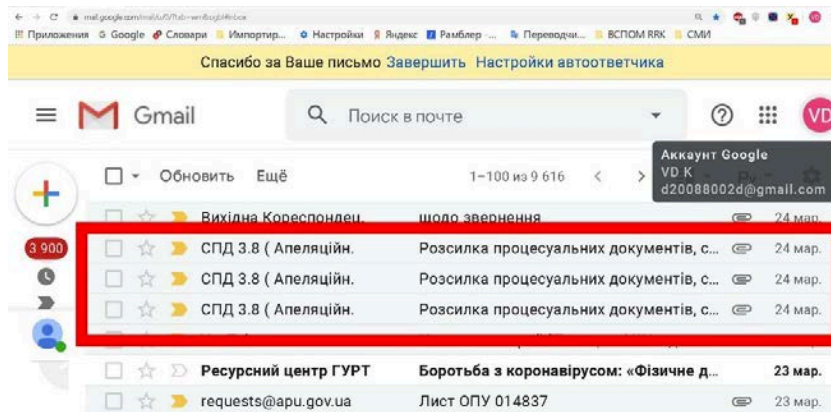 Приложения Google Словари Импортир... Настройки Яндекс Рамблер ... Переводчи... ВСПОМ RRK СМИ
Спасибо за Ваше письмо Завершить Настройки автоответчика
Gmail Поиск в почте VD
Обновить Ещё 1–100 из 9 616
Аккаунт Google
VD K
d20088002d@gmail.com
Вихідна Кореспондец. щодо звернення 24 мар.
3 900 СПД 3.8 ( Апеляційн. Розсилка процесуальних документів, с... 24 мар.
СПД 3.8 ( Апеляційн. Розсилка процесуальних документів, с... 24 мар.
СПД 3.8 ( Апеляційн. Розсилка процесуальних документів, с... 24 мар.
Ресурсний центр ГУРТ Боротьба з коронавірусом: «Фізичне д... 23 мар.
requests@apu.gov.ua Лист ОПУ 014837 23 мар.